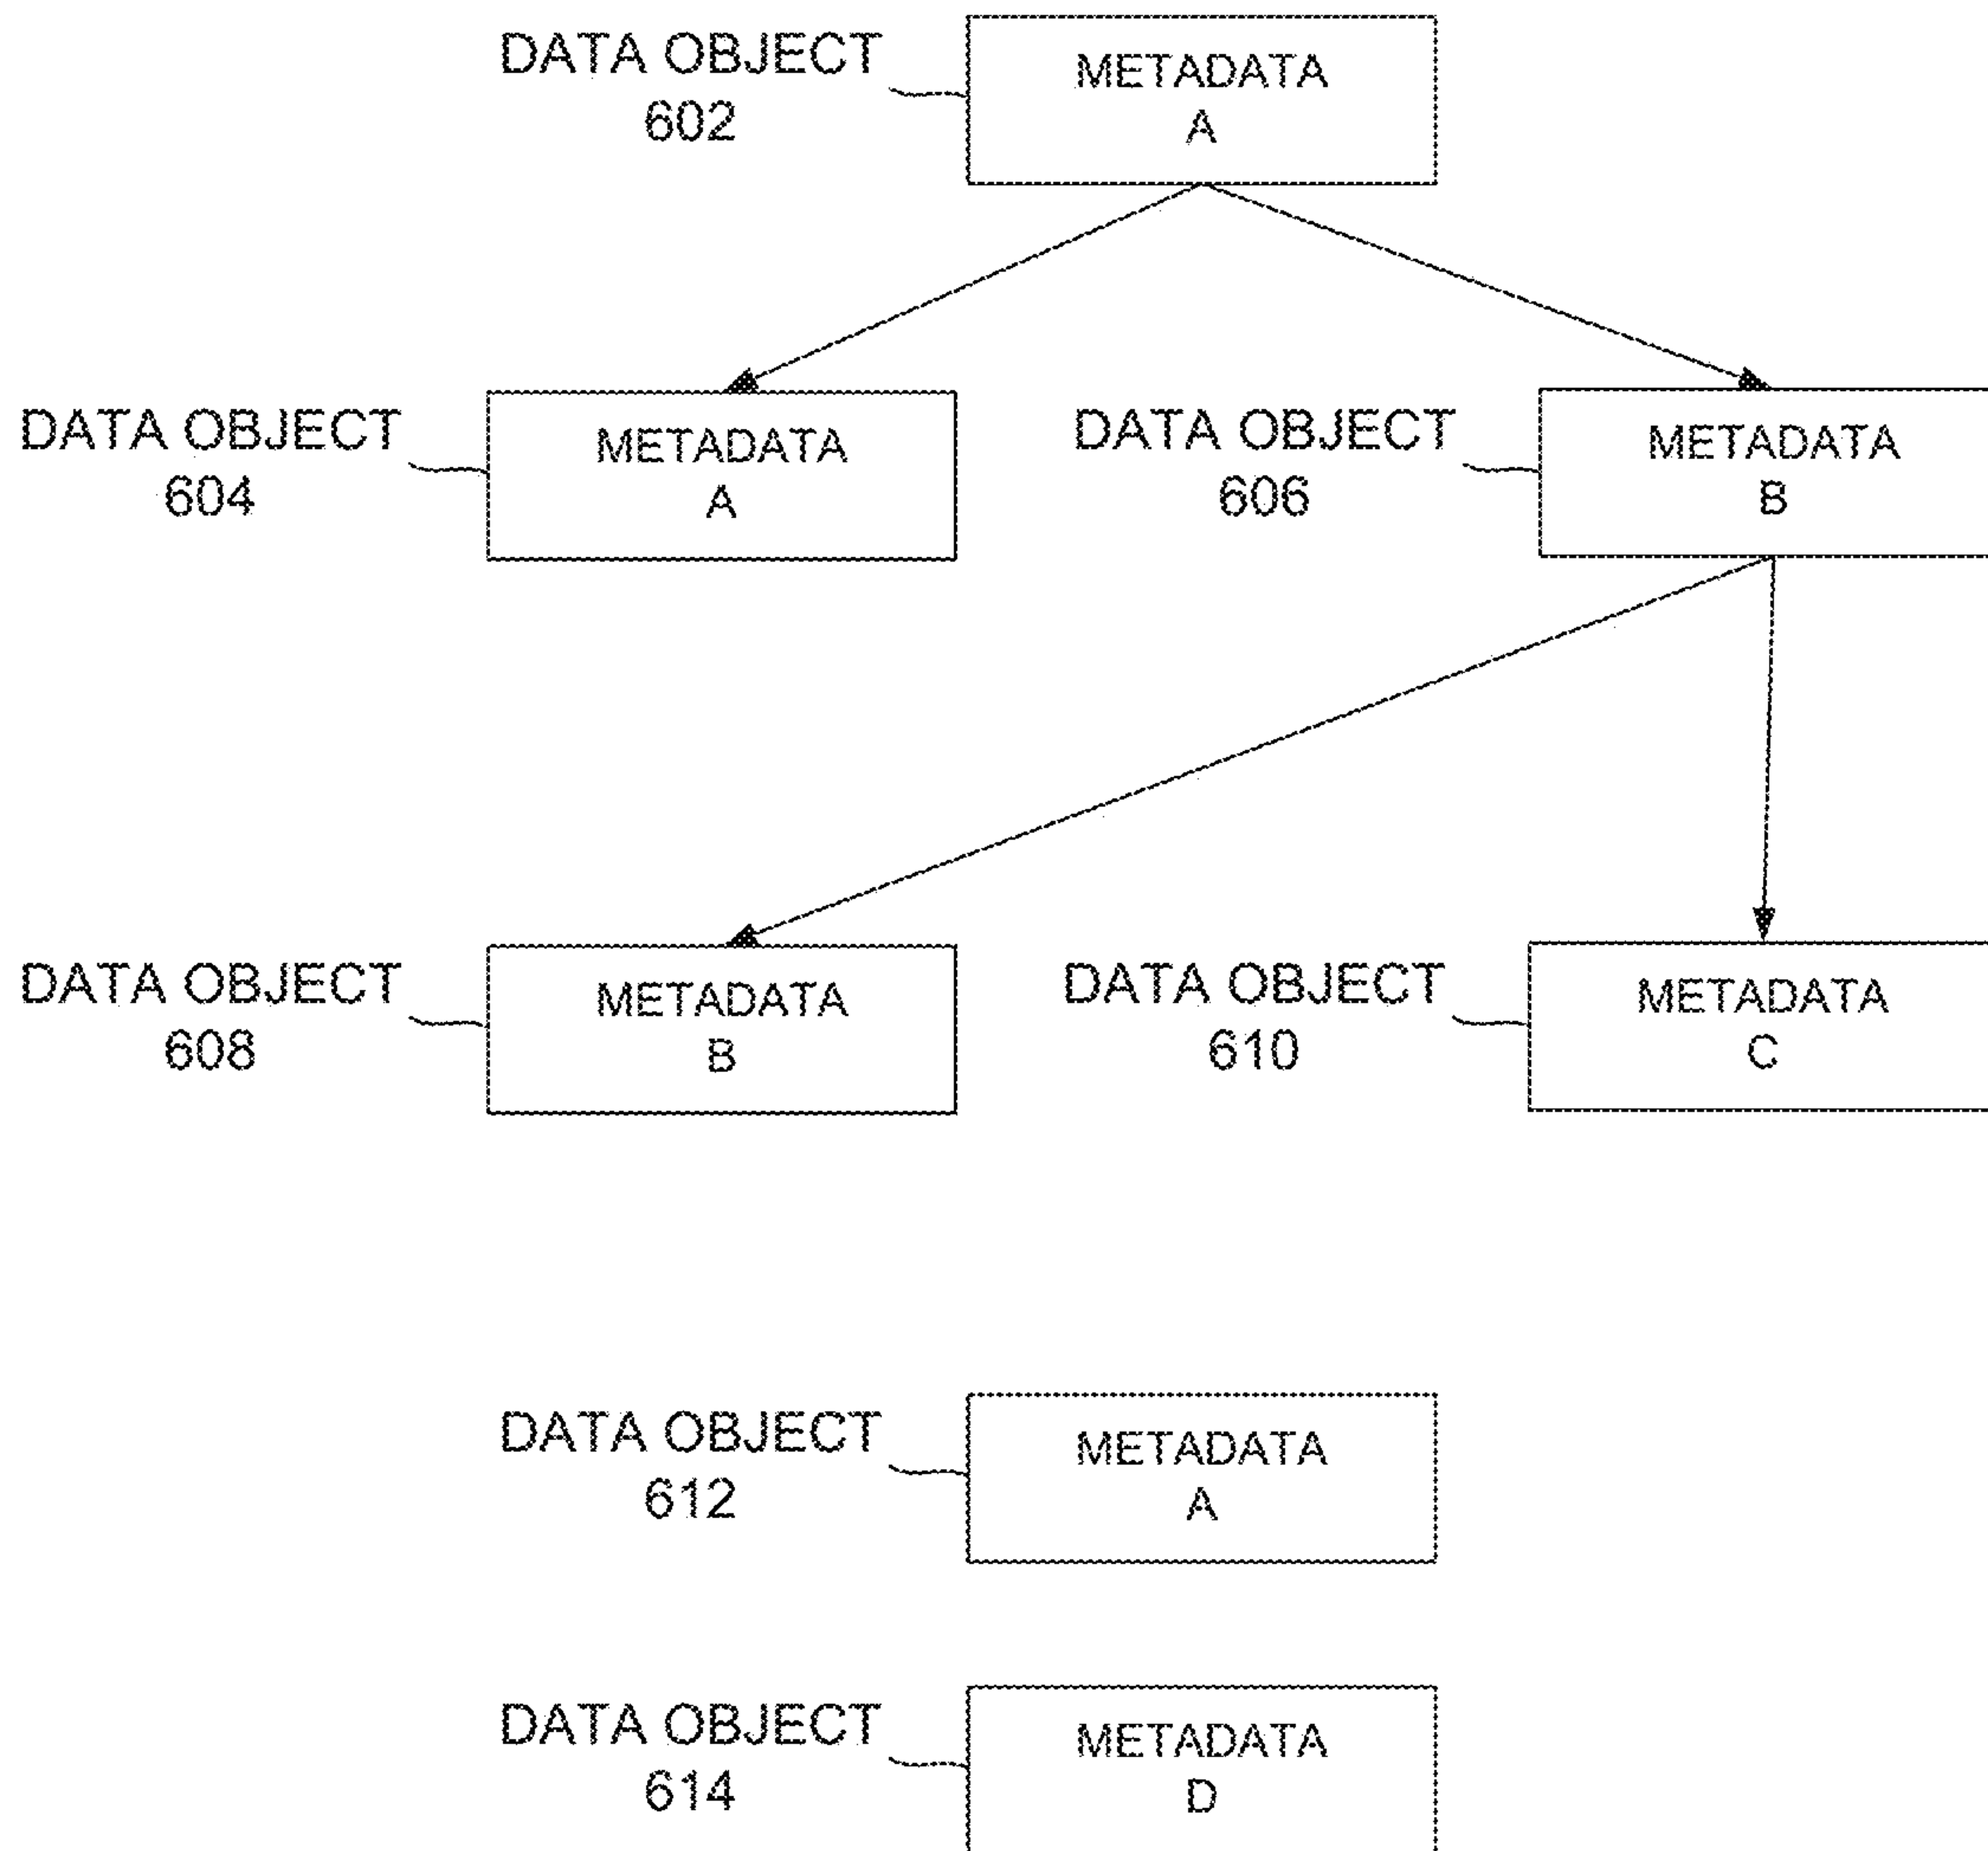 DATA OBJECT
602
METADATA
A
DATA OBJECT
604
METADATA
A
DATA OBJECT
606
METADATA
B
DATA OBJECT
608
METADATA
B
DATA OBJECT
610
METADATA
C
DATA OBJECT
612
METADATA
A
DATA OBJECT
614
METADATA
D